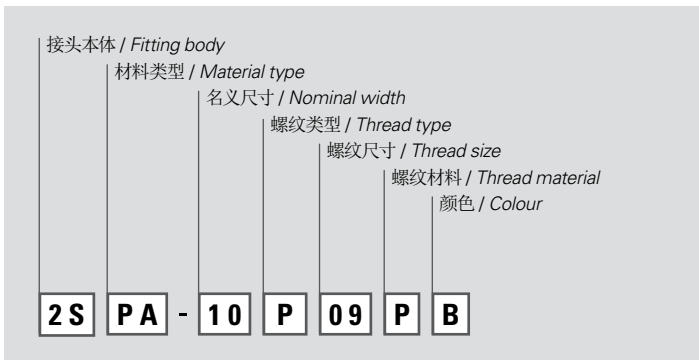 接头本体 / Fitting body
材料类型 / Material type
名义尺寸 / Nominal width
螺纹类型 / Thread type
螺纹尺寸 / Thread size
螺纹材料 / Thread material
颜色 / Colour
2S PA - 10 P 09 P B